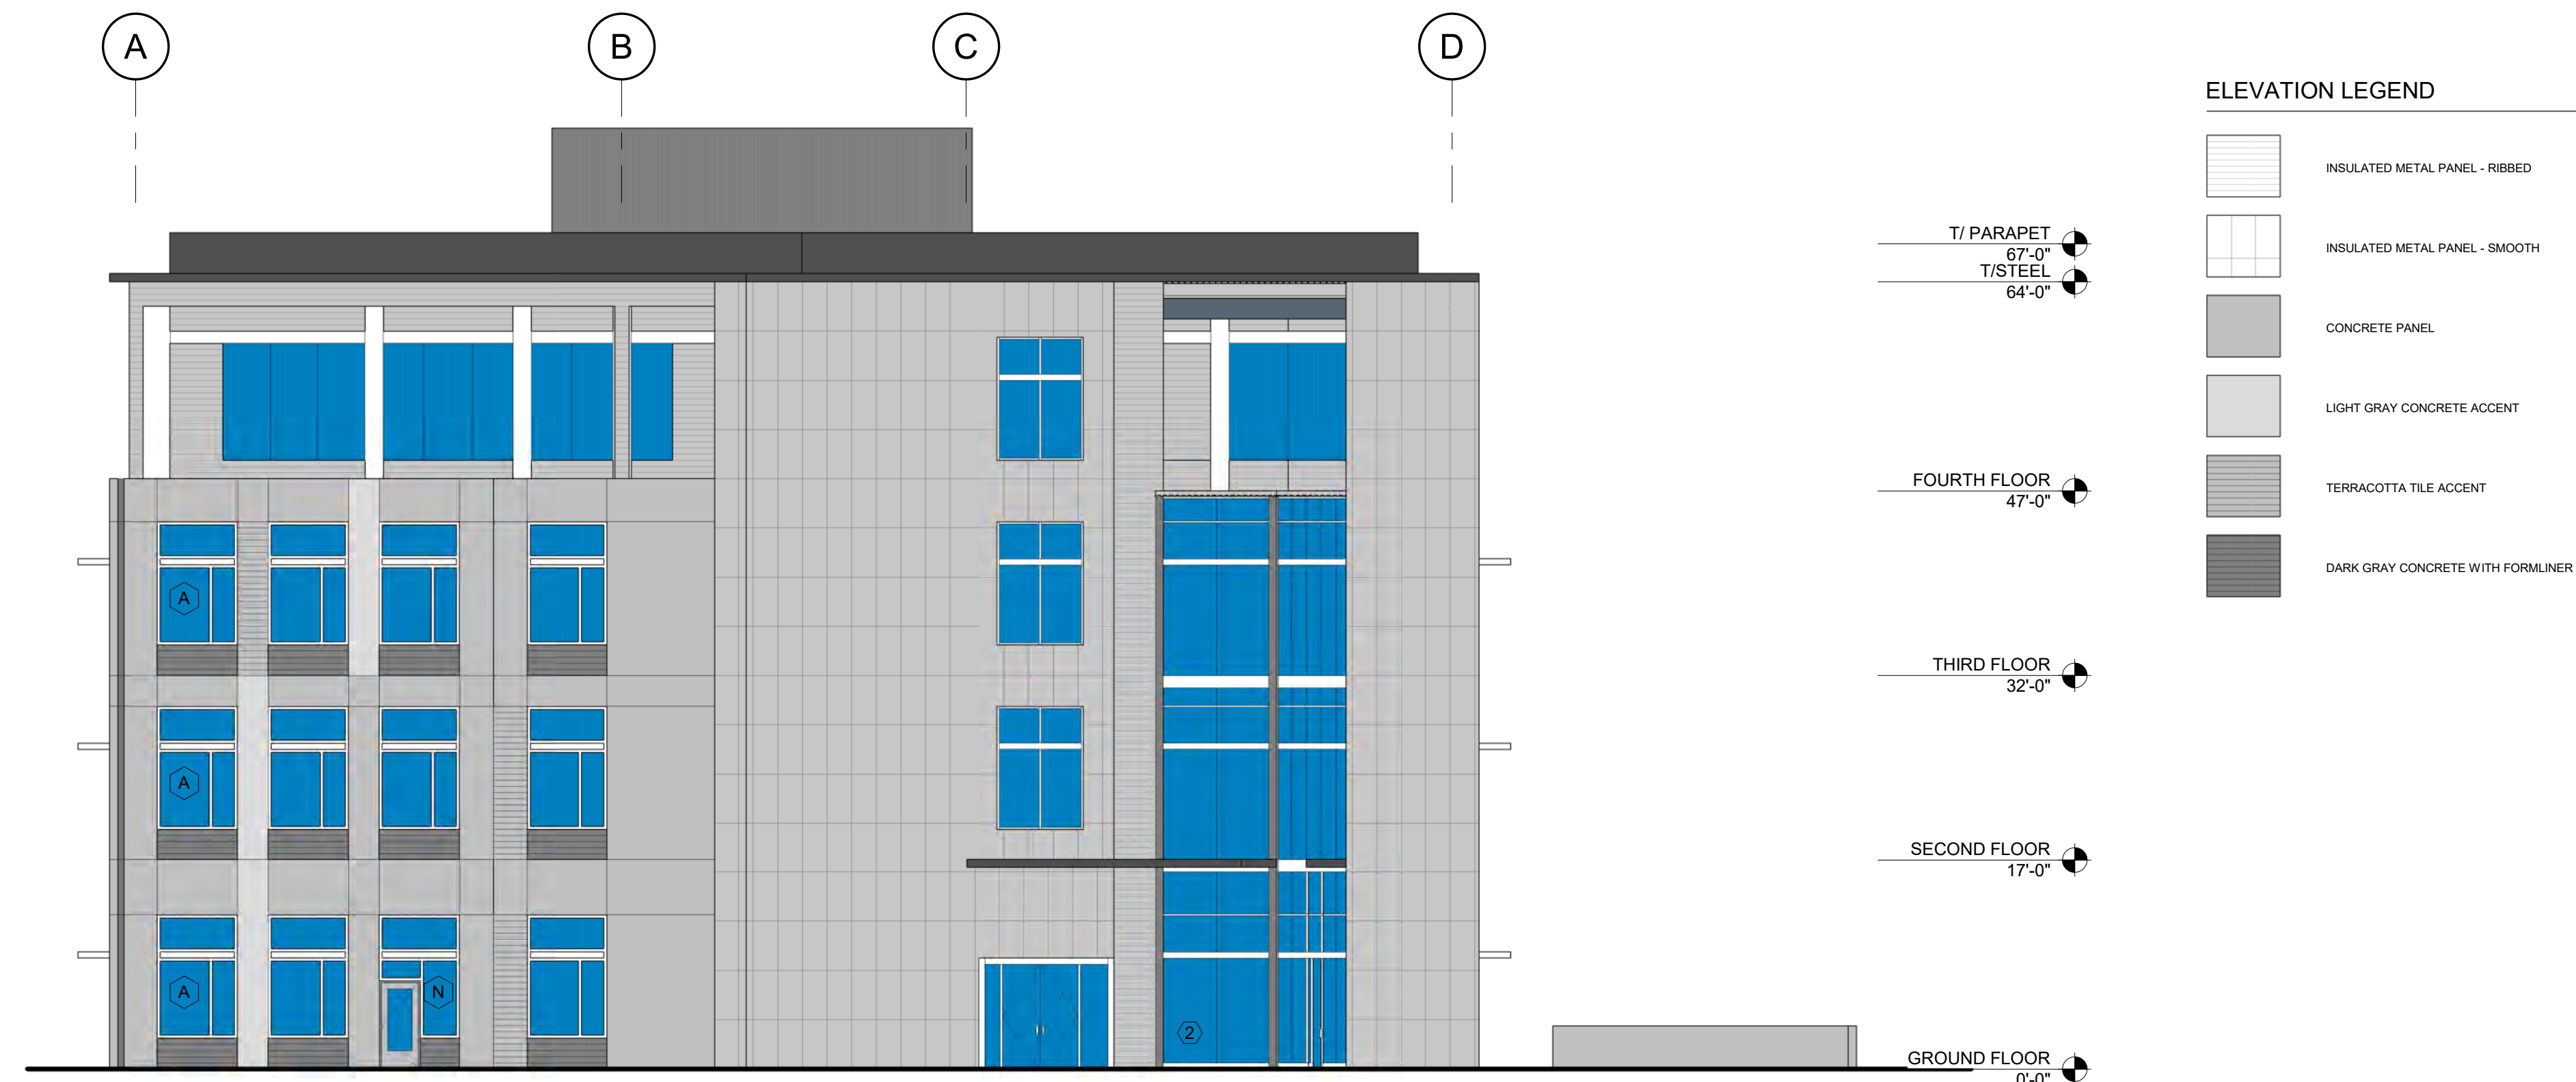 A B C D
ELEVATION LEGEND
INSULATED METAL PANEL - RIBBED
INSULATED METAL PANEL - SMOOTH
CONCRETE PANEL
LIGHT GRAY CONCRETE ACCENT
TERRACOTTA TILE ACCENT
DARK GRAY CONCRETE WITH FORMLINER
T/ PARAPET
67'-0"
T/STEEL
64'-0"
FOURTH FLOOR
47'-0"
A
THIRD FLOOR
32'-0"
A
SECOND FLOOR
17'-0"
A N
2
GROUND FLOOR
0'-0"